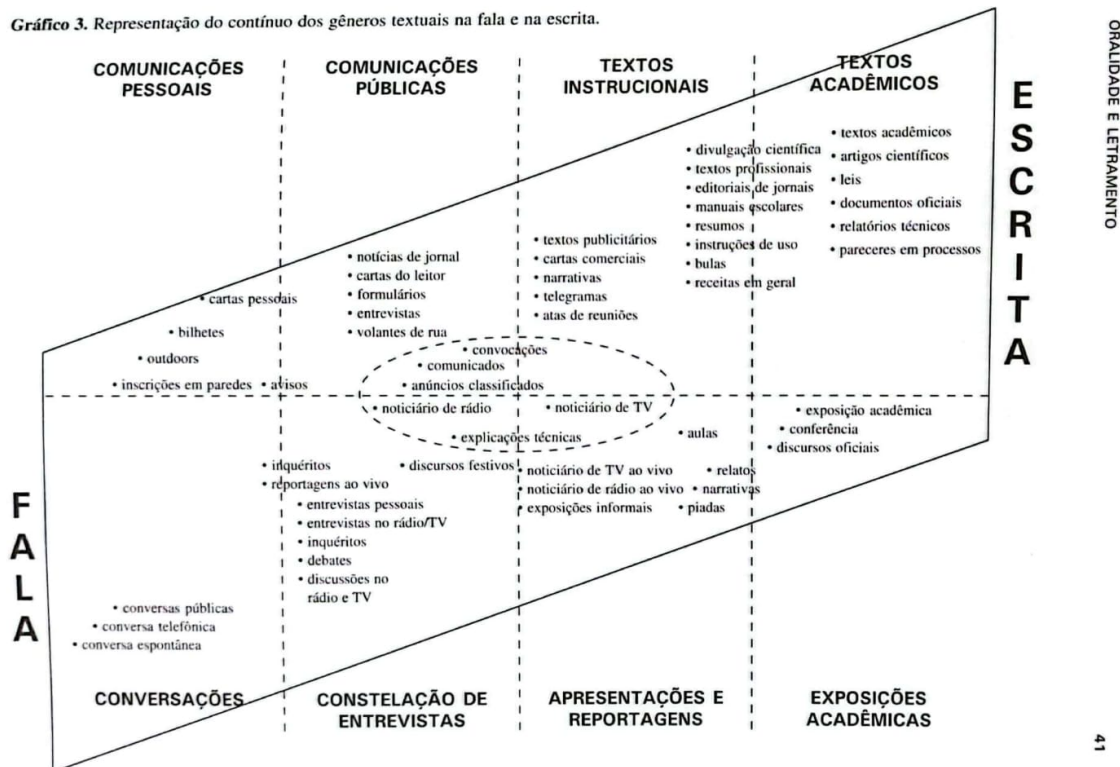 Gráfico 3. Representação do contínuo dos gêneros textuais na fala e na escrita.
ORALIDADE E LETRAMENTO
COMUNICAÇÕES
PESSOAIS
COMUNICAÇÕES
PÚBLICAS
TEXTOS
INSTRUCIONAIS
TEXTOS
ACADÊMICOS
ESCRITA
• textos acadêmicos
• artigos científicos
• leis
• documentos oficiais
• relatórios técnicos
• pareceres em processos
• divulgação científica
• textos profissionais
• editoriais de jornais
• manuais escolares
• resumos
• instruções de uso
• bulas
• receitas em geral
• textos publicitários
• cartas comerciais
• narrativas
• telegramas
• atas de reuniões
• notícias de jornal
• cartas do leitor
• formulários
• entrevistas
• volantes de rua
• cartas pessoais
• bilhetes
• outdoors
• inscrições em paredes • avisos
• convocações
• comunicados
• anúncios classificados
• noticiário de rádio
• noticiário de TV
• explicações técnicas
• aulas
• exposição acadêmica
• conferência
• discursos oficiais
• inquéritos
• reportagens ao vivo
• discursos festivos
• noticiário de TV ao vivo
• relatos
• noticiário de rádio ao vivo
• narrativas
• exposições informais
• piadas
• entrevistas pessoais
• entrevistas no rádio/TV
• inquéritos
• debates
• discussões no
rádio e TV
FALA
• conversas públicas
• conversa telefônica
• conversa espontânea
CONVERSAÇÕES
CONSTELAÇÃO DE
ENTREVISTAS
APRESENTAÇÕES E
REPORTAGENS
EXPOSIÇÕES
ACADÊMICAS
41